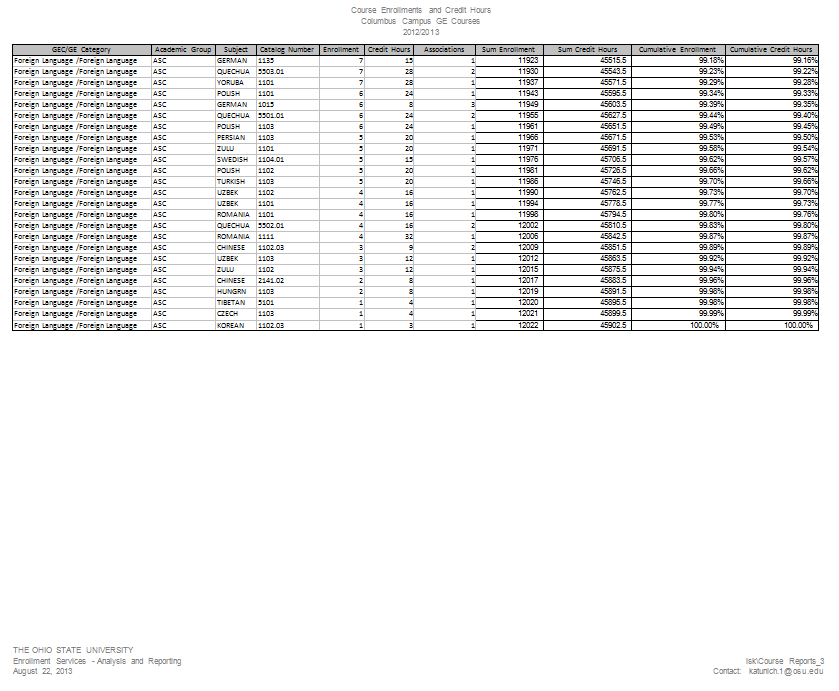 Course Enrollments and Credit Hours
Columbus Campus GE Courses
2012/2013
GEC/GE Category Academic Group Subject Catalog Number Enrollment Credit Hours Associations Sum Enrollment Sum Credit Hours Cumulative Enrollment Cumulative Credit Hours
Foreign Language /Foreign Language ASC GERMAN 1135 7 15 1 11923 45515.5 99.18% 99.16%
Foreign Language /Foreign Language ASC QUECHUA 5503.01 7 28 2 11930 45543.5 99.23% 99.22%
Foreign Language /Foreign Language ASC YORUBA 1101 7 28 1 11937 45571.5 99.29% 99.28%
Foreign Language /Foreign Language ASC POLISH 1101 6 24 1 11943 45595.5 99.34% 99.33%
Foreign Language /Foreign Language ASC GERMAN 1015 6 8 3 11949 45603.5 99.39% 99.35%
Foreign Language /Foreign Language ASC QUECHUA 5501.01 6 24 2 11955 45627.5 99.44% 99.40%
Foreign Language /Foreign Language ASC POLISH 1103 6 24 1 11961 45651.5 99.49% 99.45%
Foreign Language /Foreign Language ASC PERSIAN 1103 5 20 1 11966 45671.5 99.53% 99.50%
Foreign Language /Foreign Language ASC ZULU 1101 5 20 1 11971 45691.5 99.58% 99.54%
Foreign Language /Foreign Language ASC SWEDISH 1104.01 5 15 1 11976 45706.5 99.62% 99.57%
Foreign Language /Foreign Language ASC POLISH 1102 5 20 1 11981 45726.5 99.66% 99.62%
Foreign Language /Foreign Language ASC TURKISH 1103 5 20 1 11986 45746.5 99.70% 99.66%
Foreign Language /Foreign Language ASC UZBEK 1102 4 16 1 11990 45762.5 99.73% 99.70%
Foreign Language /Foreign Language ASC UZBEK 1101 4 16 1 11994 45778.5 99.77% 99.73%
Foreign Language /Foreign Language ASC ROMANIA 1101 4 16 1 11998 45794.5 99.80% 99.76%
Foreign Language /Foreign Language ASC QUECHUA 5502.01 4 16 2 12002 45810.5 99.83% 99.80%
Foreign Language /Foreign Language ASC ROMANIA 1111 4 32 1 12006 45842.5 99.87% 99.87%
Foreign Language /Foreign Language ASC CHINESE 1102.03 3 9 2 12009 45851.5 99.89% 99.89%
Foreign Language /Foreign Language ASC UZBEK 1103 3 12 1 12012 45863.5 99.92% 99.92%
Foreign Language /Foreign Language ASC ZULU 1102 3 12 1 12015 45875.5 99.94% 99.94%
Foreign Language /Foreign Language ASC CHINESE 2141.02 2 8 1 12017 45883.5 99.96% 99.96%
Foreign Language /Foreign Language ASC HUNGRN 1103 2 8 1 12019 45891.5 99.98% 99.98%
Foreign Language /Foreign Language ASC TIBETAN 5101 1 4 1 12020 45895.5 99.98% 99.98%
Foreign Language /Foreign Language ASC CZECH 1103 1 4 1 12021 45899.5 99.99% 99.99%
Foreign Language /Foreign Language ASC KOREAN 1102.03 1 3 1 12022 45902.5 100.00% 100.00%
THE OHIO STATE UNIVERSITY
Enrollment Services - Analysis and Reporting lsk\Course Reports_3
August 22, 2013 Contact: katunich.1@osu.edu